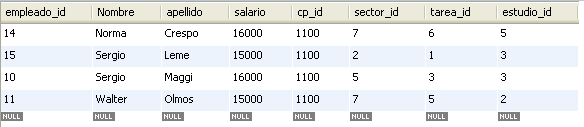 empleado_id Nombre apellido salario cp_id sector_id tarea_id estudio_id
14 Norma Crespo 16000 1100 7 6 5
15 Sergio Leme 15000 1100 2 1 3
10 Sergio Maggi 16000 1100 5 3 3
11 Walter Olmos 15000 1100 7 5 2
NULL NULL NULL NULL NULL NULL NULL NULL